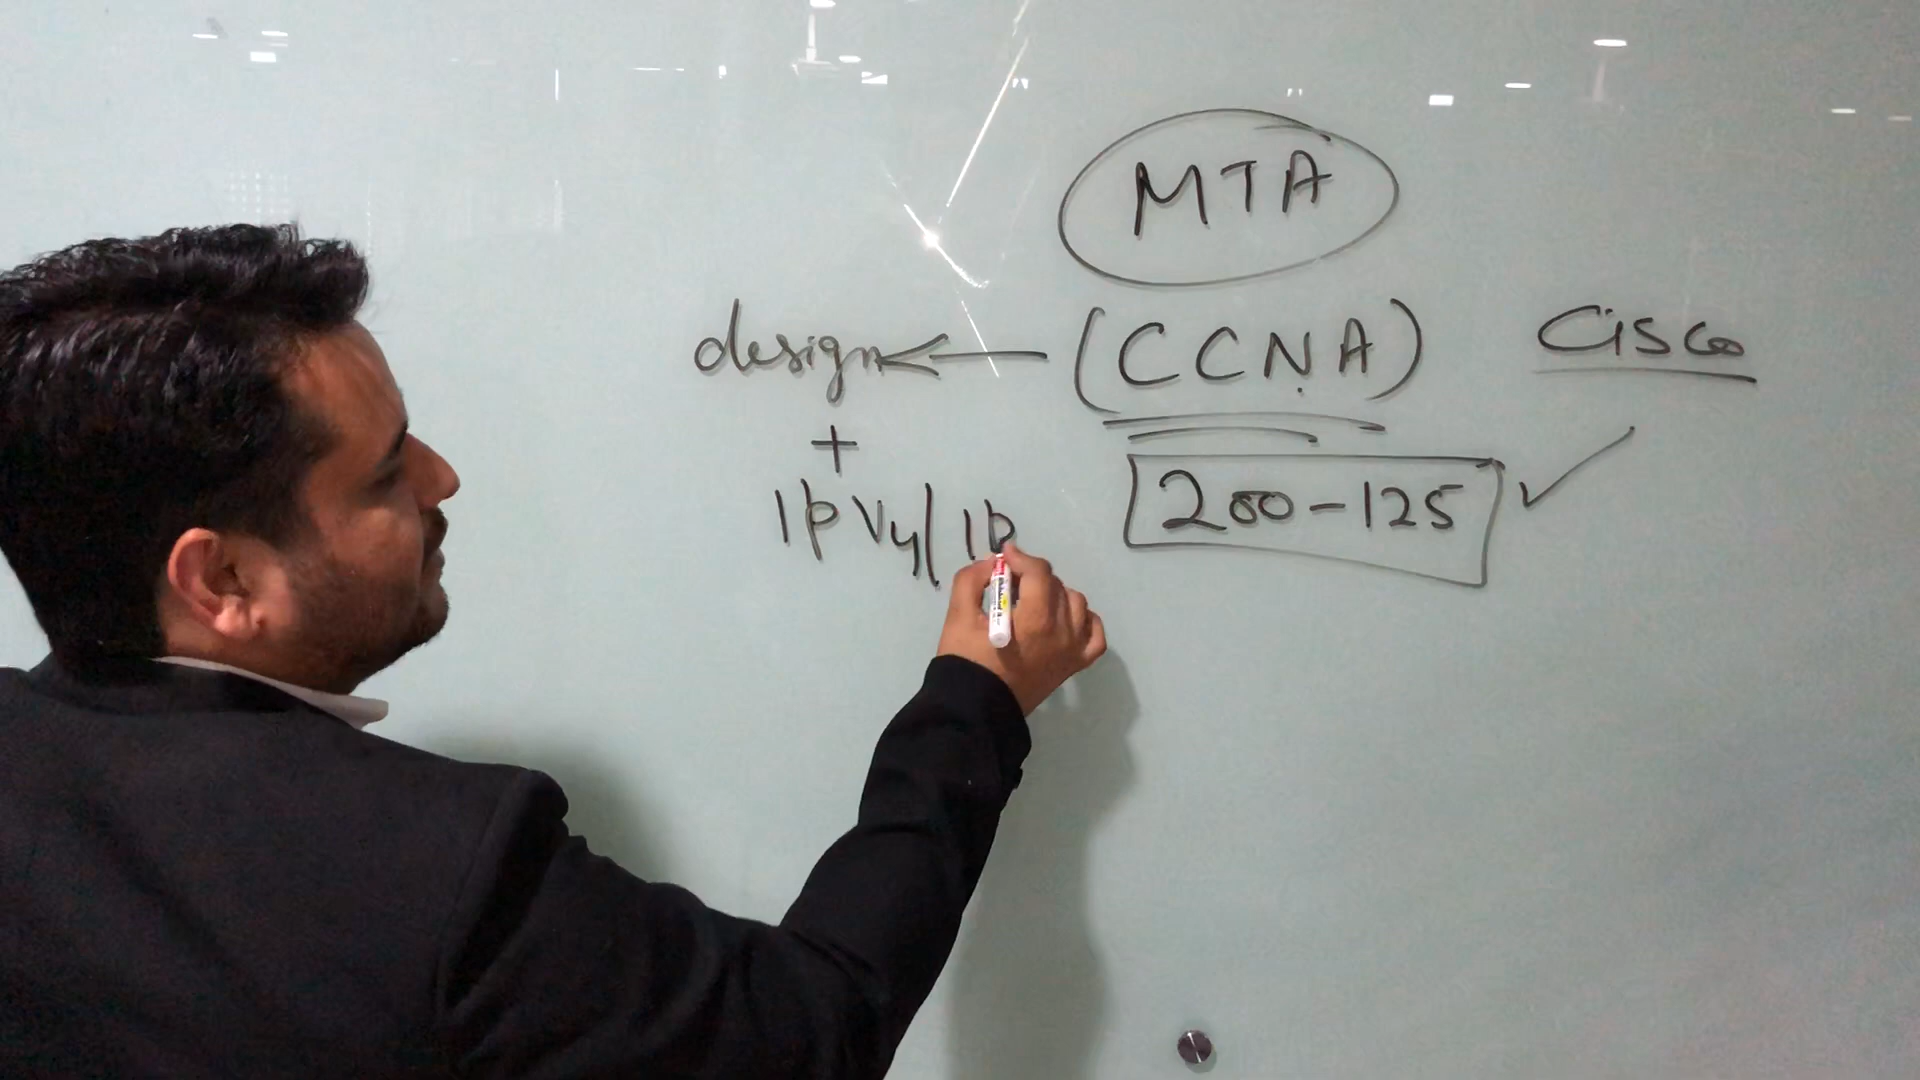 MTA
design ← (CCNA) Cisco
+
IPV4/IP
200-125 ✓